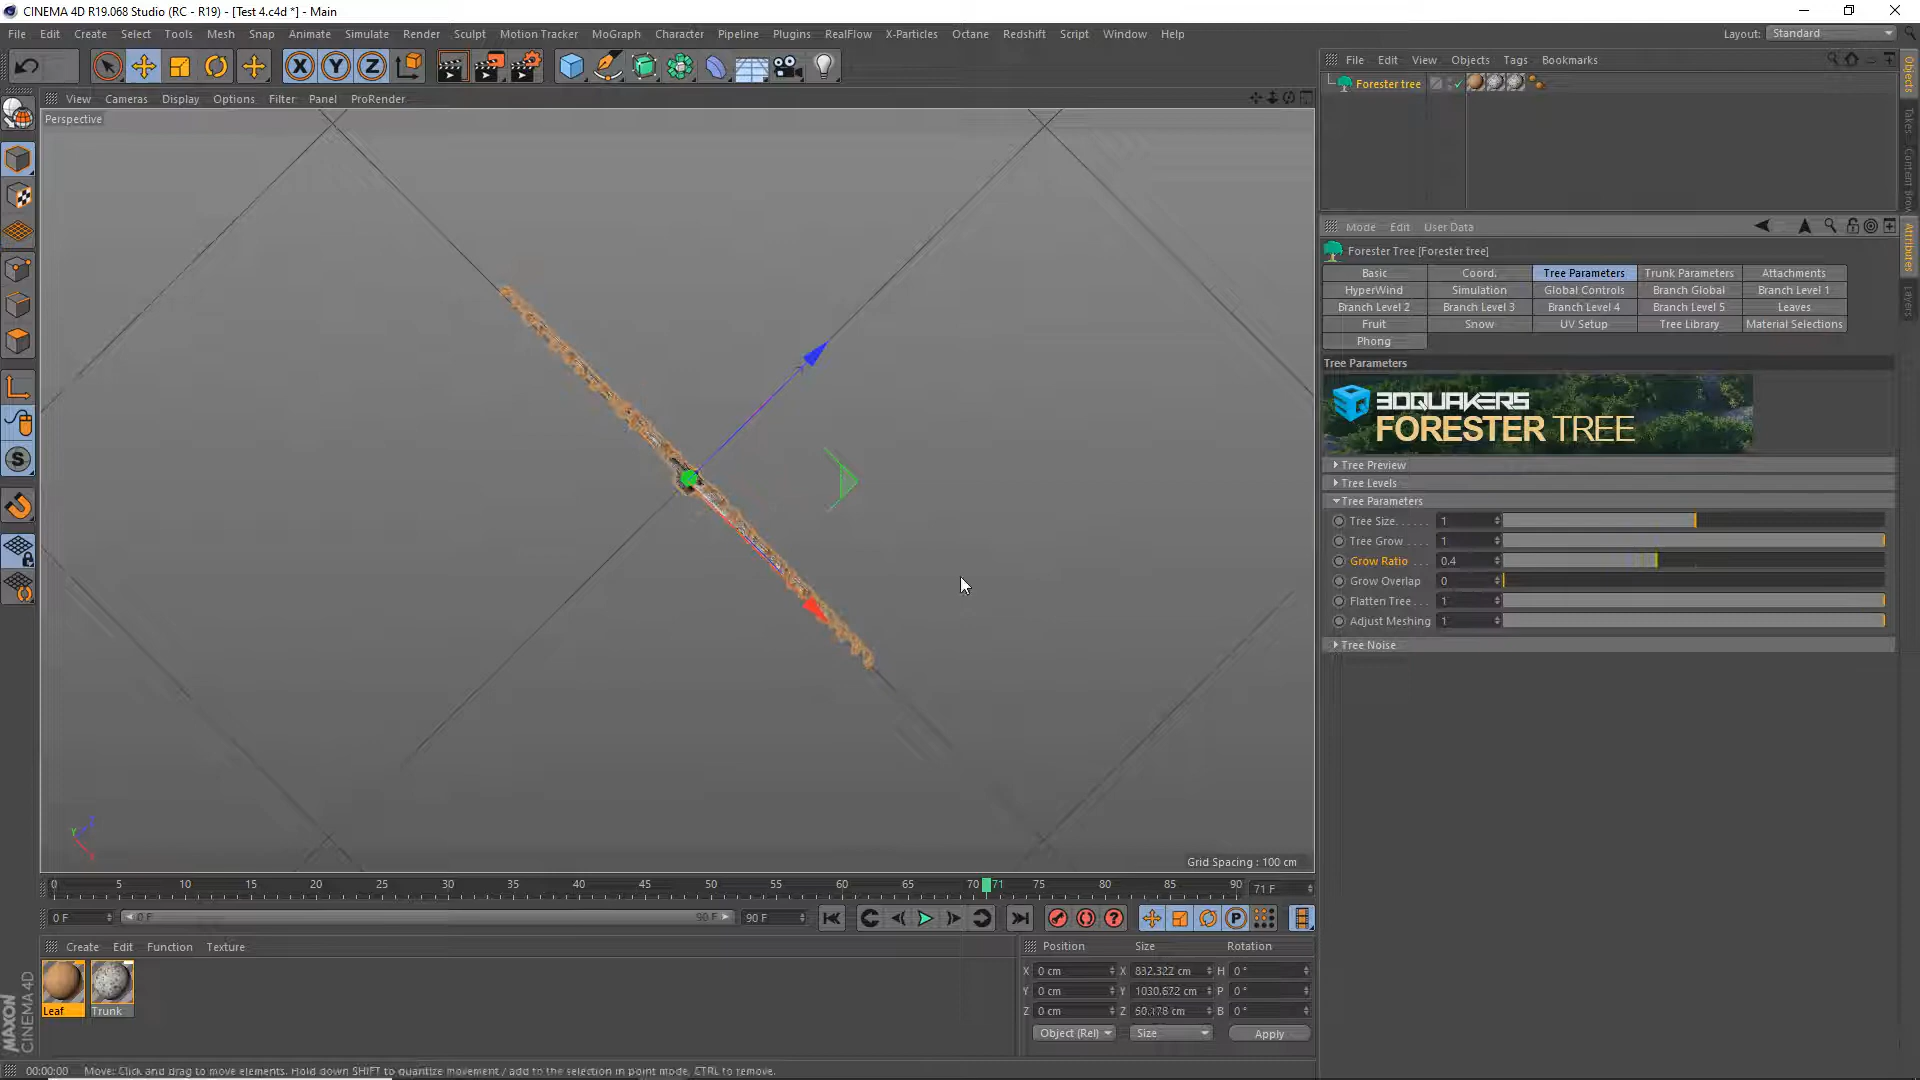 CINEMA 4D R19.068 Studio (RC - R19) - [Test 4.c4d *] - Main
File Edit Create Select Tools Mesh Snap Animate Simulate Render Sculpt Motion Tracker MoGraph Character Pipeline Plugins RealFlow X-Particles Octane Redshift Script Window Help
Layout: Standard
View Cameras Display Options Filter Panel ProRender
Perspective
File Edit View Objects Tags Bookmarks
Forester tree
Objects
Takes
Attributes
Layers
Mode Edit User Data
Forester Tree [Forester tree]
Basic Coord. Tree Parameters Trunk Parameters Attachments
HyperWind Simulation Global Controls Branch Global Branch Level 1
Branch Level 2 Branch Level 3 Branch Level 4 Branch Level 5 Leaves
Fruit Snow UV Setup Tree Library Material Selections
Phong
Tree Parameters
3DQUAKERS
FORESTER TREE
Tree Preview
Tree Levels
Tree Parameters
Tree Size . . . . . 1
Tree Grow . . . . 1
Grow Ratio . . . 0.4
Grow Overlap 0
Flatten Tree . . . 1
Adjust Meshing 1
Tree Noise
Y Z X
Grid Spacing : 100 cm
0 5 10 15 20 25 30 35 40 45 50 55 60 65 70 71 75 80 85 90
71 F
0 F 0 F 90 F 90 F
Create Edit Function Texture
Leaf Trunk
Position Size Rotation
X 0 cm X 832.322 cm H 0 °
Y 0 cm Y 1030.672 cm P 0 °
Z 0 cm Z 50.178 cm B 0 °
Object (Rel) Size Apply
MAXON
CINEMA 4D
00:00:00 Move: Click and drag to move elements. Hold down SHIFT to quantize movement / add to the selection in point mode, CTRL to remove.